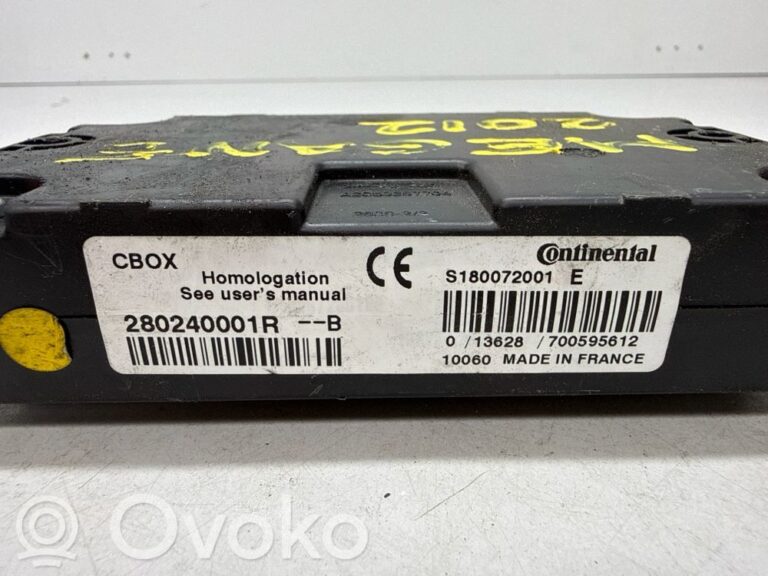 MEGANE
2012
CBOX
Homologation
See user's manual
280240001R --B
CE
Continental
S180072001 E
0 / 13628 / 700595612
10060 MADE IN FRANCE
Ovoko